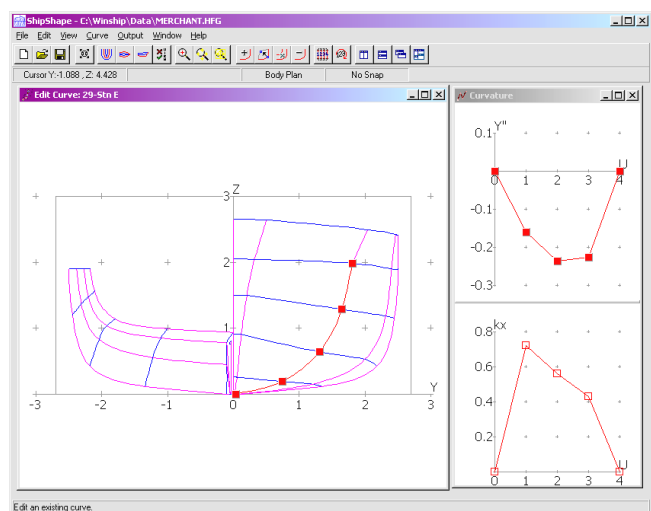 ShipShape - C:\Winship\Data\MERCHANT.HFG
File Edit View Curve Output Window Help
Cursor Y:-1.088 , Z: 4.428 Body Plan No Snap
Edit Curve: 29-Stn E
Z
3
2
1
Y
-3 -2 -1 0 1 2 3
Curvature
Y''
0.1
U
0 1 2 3 4
-0.1
-0.2
-0.3
kx
0.8
0.6
0.4
0.2
U
0 1 2 3 4
Edit an existing curve.